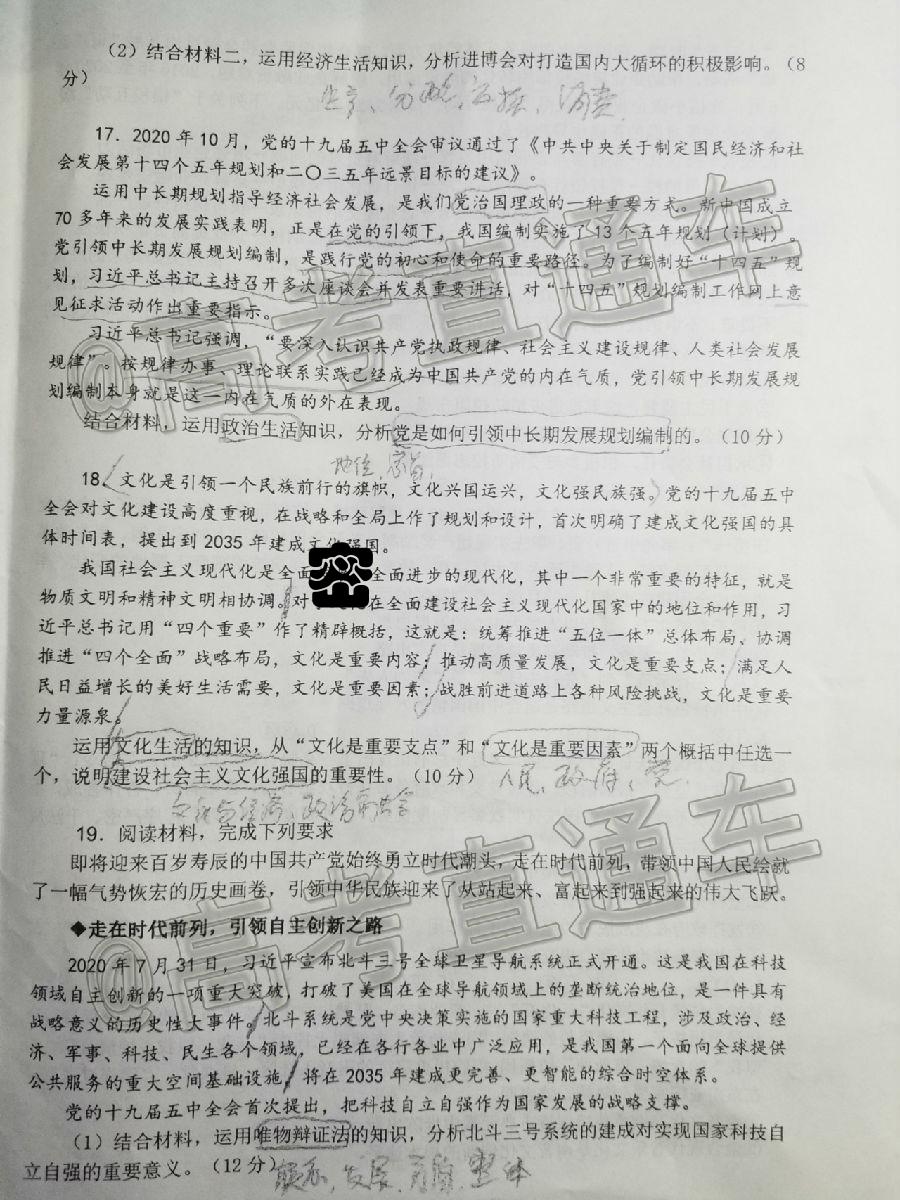 （2）结合材料二，运用经济生活知识，分析进博会对打造国内大循环的积极影响。（8
分）
生产、分配、交换、消费
17．2020 年 10 月，党的十九届五中全会审议通过了《中共中央关于制定国民经济和社
会发展第十四个五年规划和二〇三五年远景目标的建议》。
运用中长期规划指导经济社会发展，是我们党治国理政的一种重要方式。新中国成立
70 多年来的发展实践表明，正是在党的引领下，我国编制实施了 13 个五年规划（计划）。
党引领中长期发展规划编制，是践行党的初心和使命的重要路径。为了编制好“十四五”规
划，习近平总书记主持召开多次座谈会并发表重要讲话，对“十四五”规划编制工作网上意
见征求活动作出重要指示。
习近平总书记强调，“要深入认识共产党执政规律、社会主义建设规律、人类社会发展
规律”。按规律办事、理论联系实践已经成为中国共产党的内在气质，党引领中长期发展规
划编制本身就是这一内在气质的外在表现。
结合材料，运用政治生活知识，分析党是如何引领中长期发展规划编制的。（10 分）
地位、
18．文化是引领一个民族前行的旗帜，文化兴国运兴，文化强民族强。党的十九届五中
全会对文化建设高度重视，在战略和全局上作了规划和设计，首次明确了建成文化强国的具
体时间表，提出到 2035 年建成文化强国。
我国社会主义现代化是全面 全面进步的现代化，其中一个非常重要的特征，就是
物质文明和精神文明相协调。对 在全面建设社会主义现代化国家中的地位和作用，习
近平总书记用“四个重要”作了精辟概括，这就是：统筹推进“五位一体”总体布局、协调
推进“四个全面”战略布局，文化是重要内容；推动高质量发展，文化是重要支点；满足人
民日益增长的美好生活需要，文化是重要因素；战胜前进道路上各种风险挑战，文化是重要
力量源泉。
运用文化生活的知识，从“文化是重要支点”和“文化是重要因素”两个概括中任选一
个，说明建设社会主义文化强国的重要性。（10 分） 人民，政府，党
文化与经济、政治
19．阅读材料，完成下列要求
即将迎来百岁寿辰的中国共产党始终勇立时代潮头，走在时代前列，带领中国人民绘就
了一幅气势恢宏的历史画卷，引领中华民族迎来了从站起来、富起来到强起来的伟大飞跃。
◆走在时代前列，引领自主创新之路
2020 年 7 月 31 日，习近平宣布北斗三号全球卫星导航系统正式开通。这是我国在科技
领域自主创新的一项重大突破，打破了美国在全球导航领域上的垄断统治地位，是一件具有
战略意义的历史性大事件。北斗系统是党中央决策实施的国家重大科技工程，涉及政治、经
济、军事、科技、民生各个领域，已经在各行各业中广泛应用，是我国第一个面向全球提供
公共服务的重大空间基础设施，将在 2035 年建成更完善、更智能的综合时空体系。
党的十九届五中全会首次提出，把科技自立自强作为国家发展的战略支撑。
（1）结合材料，运用唯物辩证法的知识，分析北斗三号系统的建成对实现国家科技自
立自强的重要意义。（12 分） 联系，发展，矛盾，整体
@高考直通车
@高考直通车